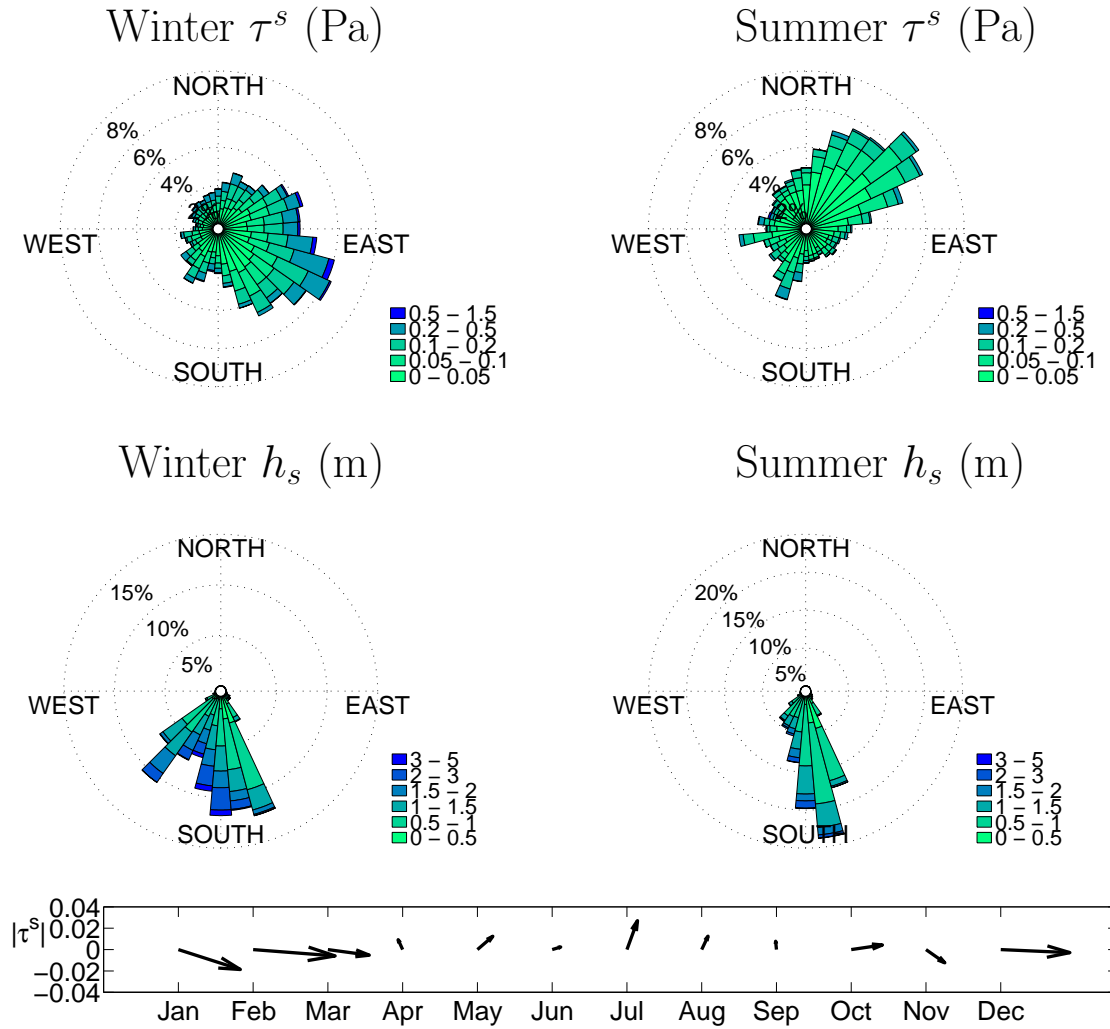 Winter τ^s (Pa)
NORTH
8%
6%
4%
2%
WEST
EAST
SOUTH
0.5 − 1.5
0.2 − 0.5
0.1 − 0.2
0.05 − 0.1
0 − 0.05
Summer τ^s (Pa)
NORTH
8%
6%
4%
2%
WEST
EAST
SOUTH
0.5 − 1.5
0.2 − 0.5
0.1 − 0.2
0.05 − 0.1
0 − 0.05
Winter h_s (m)
NORTH
15%
10%
5%
WEST
EAST
SOUTH
3 − 5
2 − 3
1.5 − 2
1 − 1.5
0.5 − 1
0 − 0.5
Summer h_s (m)
NORTH
20%
15%
10%
5%
WEST
EAST
SOUTH
3 − 5
2 − 3
1.5 − 2
1 − 1.5
0.5 − 1
0 − 0.5
|τ^s|
0.04
0.02
0
−0.02
−0.04
Jan Feb Mar Apr May Jun Jul Aug Sep Oct Nov Dec